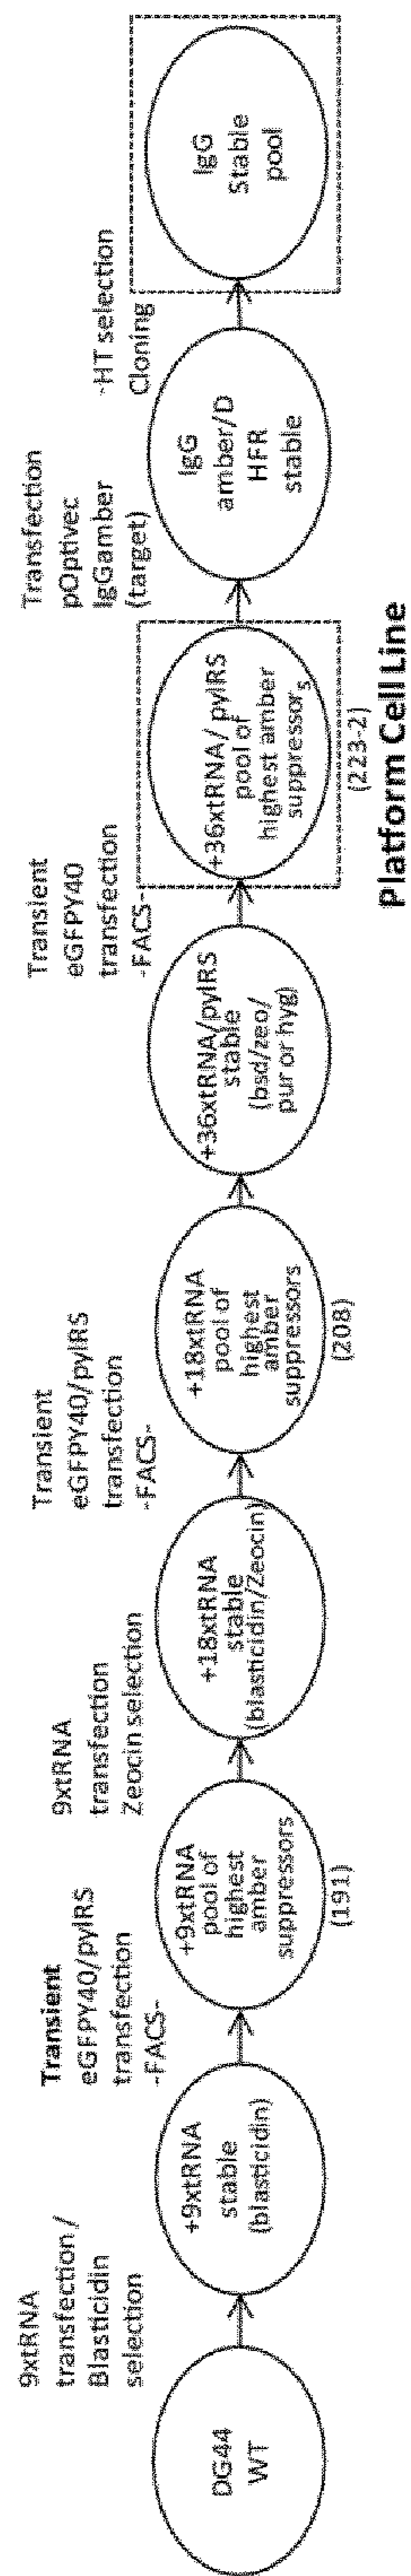 DG44
WT
9xtRNA
transfection /
Blasticidin
selection
+9xtRNA
stable
(blasticidin)
Transient
eGFPY40/pylRS
transfection
-FACS-
+9xtRNA
pool of
highest
amber
suppressors
(191)
9xtRNA
transfection
Zeocin selection
+18xtRNA
stable
(blasticidin/Zeocin)
Transient
eGFPY40/pylRS
transfection
-FACS-
+18xtRNA
pool of
highest
amber
suppressors
(208)
+36xtRNA/pylRS
stable
(bsd/zeo/
pur or hyg)
Transient
eGFPY40
transfection
-FACS-
+36xtRNA/pylRS
pool of
highest amber
suppressors
(223-2)
Platform Cell Line
Transfection
pOptivec
IgGamber
(target)
IgG
amber/D
HFR
stable
-HT selection
Cloning
IgG
Stable
pool